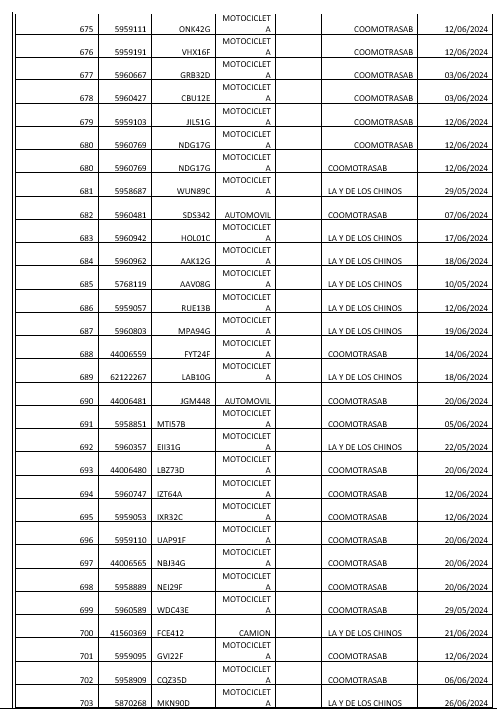 MOTOCICLET
675 5959111 ONK42G A COOMOTRASAB 12/06/2024
MOTOCICLET
676 5959191 VHX16F A COOMOTRASAB 12/06/2024
MOTOCICLET
677 5960667 GRB32D A COOMOTRASAB 03/06/2024
MOTOCICLET
678 5960427 CBU12E A COOMOTRASAB 03/06/2024
MOTOCICLET
679 5959103 JIL51G A COOMOTRASAB 12/06/2024
MOTOCICLET
680 5960769 NDG17G A COOMOTRASAB 12/06/2024
MOTOCICLET
680 5960769 NDG17G A COOMOTRASAB 12/06/2024
MOTOCICLET
681 5958687 WUN89C A LA Y DE LOS CHINOS 29/05/2024
682 5960481 SDS342 AUTOMOVIL COOMOTRASAB 07/06/2024
MOTOCICLET
683 5960942 HOL01C A LA Y DE LOS CHINOS 17/06/2024
MOTOCICLET
684 5960962 AAK12G A LA Y DE LOS CHINOS 18/06/2024
MOTOCICLET
685 5768119 AAV08G A LA Y DE LOS CHINOS 10/05/2024
MOTOCICLET
686 5959057 RUE13B A LA Y DE LOS CHINOS 12/06/2024
MOTOCICLET
687 5960803 MPA94G A LA Y DE LOS CHINOS 19/06/2024
MOTOCICLET
688 44006559 FYT24F A COOMOTRASAB 14/06/2024
MOTOCICLET
689 62122267 LAB10G A LA Y DE LOS CHINOS 18/06/2024
690 44006481 JGM448 AUTOMOVIL COOMOTRASAB 20/06/2024
MOTOCICLET
691 5958851 MTI57B A COOMOTRASAB 05/06/2024
MOTOCICLET
692 5960357 EII31G A LA Y DE LOS CHINOS 22/05/2024
MOTOCICLET
693 44006480 LBZ73D A COOMOTRASAB 20/06/2024
MOTOCICLET
694 5960747 IZT64A A COOMOTRASAB 12/06/2024
MOTOCICLET
695 5959053 IXR32C A COOMOTRASAB 12/06/2024
MOTOCICLET
696 5959110 UAP91F A COOMOTRASAB 20/06/2024
MOTOCICLET
697 44006565 NBJ34G A COOMOTRASAB 20/06/2024
MOTOCICLET
698 5958889 NEI29F A COOMOTRASAB 20/06/2024
MOTOCICLET
699 5960589 WDC43E A COOMOTRASAB 29/05/2024
700 41560369 FCE412 CAMION LA Y DE LOS CHINOS 21/06/2024
MOTOCICLET
701 5959095 GVI22F A COOMOTRASAB 12/06/2024
MOTOCICLET
702 5958909 CQZ35D A COOMOTRASAB 06/06/2024
MOTOCICLET
703 5870268 MKN90D A LA Y DE LOS CHINOS 26/06/2024